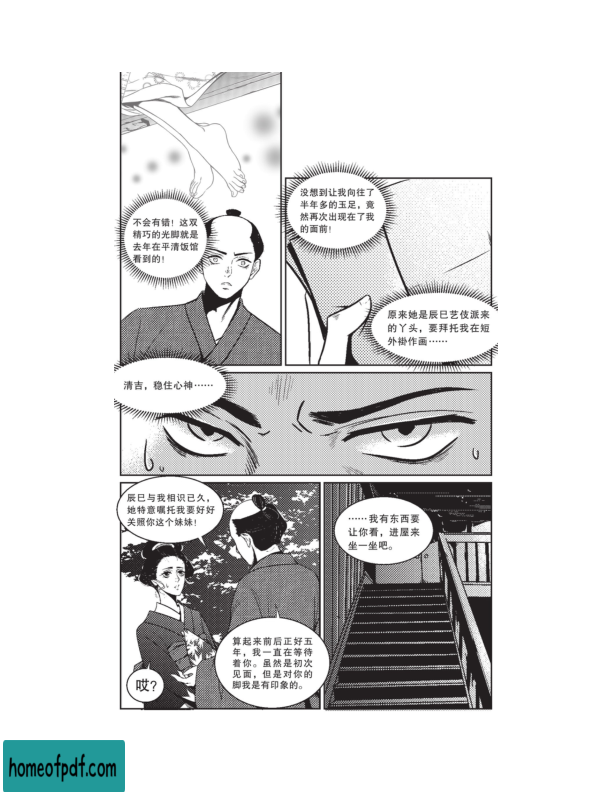 不会有错！这双
精巧的光脚就是
去年在平清饭馆
看到的！
没想到让我向往了
半年多的玉足，竟
然再次出现在了我
的面前！
原来她是辰巳艺伎派来
的丫头，要拜托我在短
外褂作画……
清吉，稳住心神……
辰巳与我相识已久，
她特意嘱托我要好好
关照你这个妹妹！
算起来前后正好五
年，我一直在等待
着你。虽然是初次
见面，但是对你的
脚我是有印象的。
哎？
……我有东西要
让你看，进屋来
坐一坐吧。
homeofpdf.com